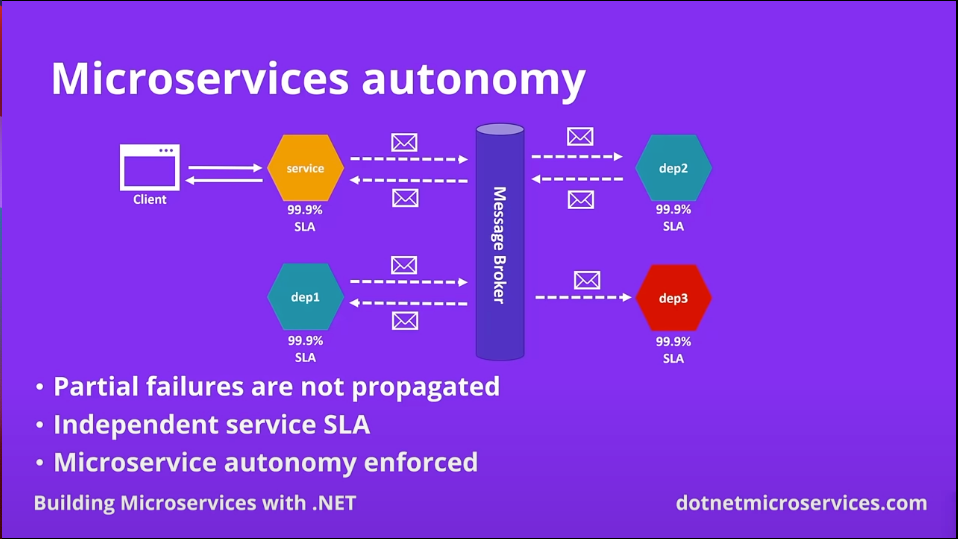 Microservices autonomy
Client
service
99.9%
SLA
dep1
99.9%
SLA
Message Broker
dep2
99.9%
SLA
dep3
99.9%
SLA
• Partial failures are not propagated
• Independent service SLA
• Microservice autonomy enforced
Building Microservices with .NET
dotnetmicroservices.com